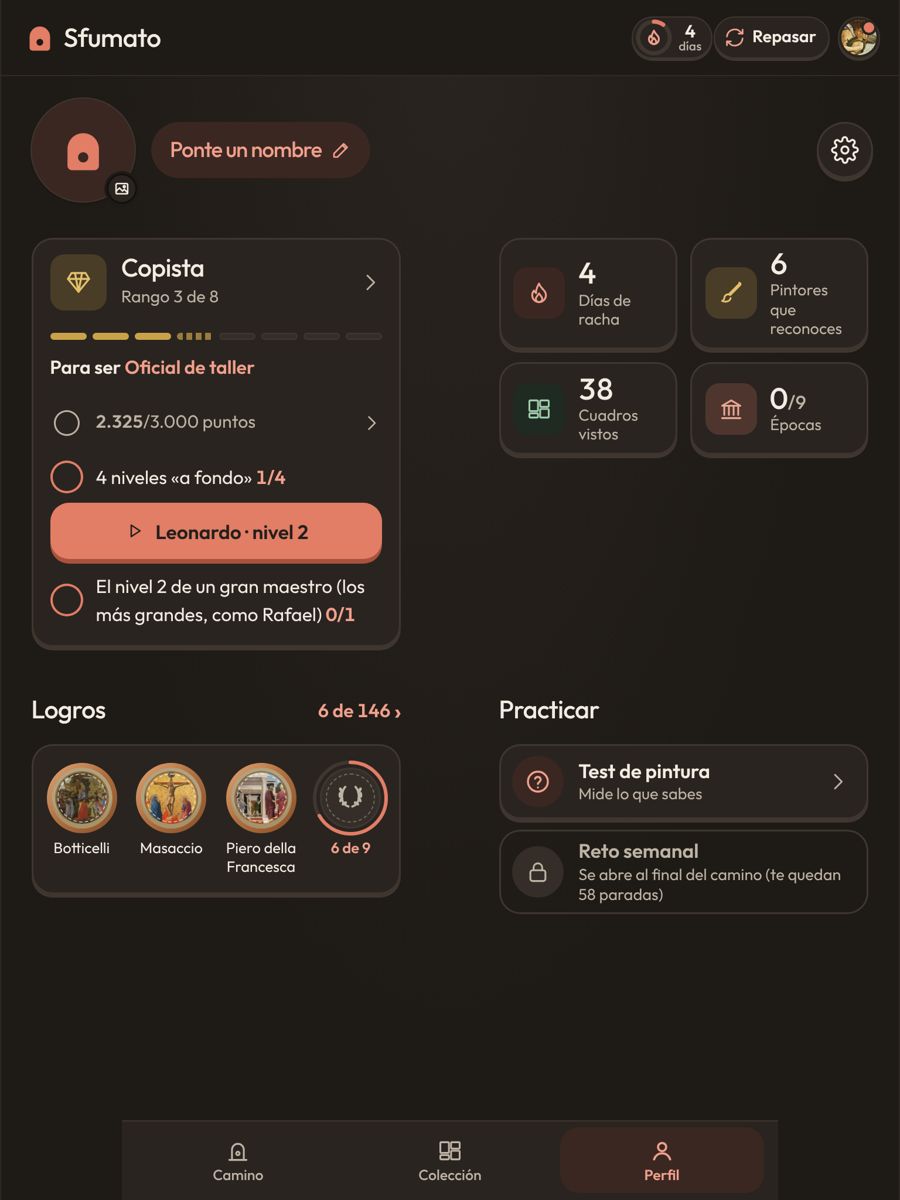 Sfumato
4
días
Repasar
Ponte un nombre
Copista
Rango 3 de 8
Para ser Oficial de taller
2.325/3.000 puntos
4 niveles «a fondo» 1/4
Leonardo · nivel 2
El nivel 2 de un gran maestro (los
más grandes, como Rafael) 0/1
4
Días de
racha
6
Pintores
que
reconoces
38
Cuadros
vistos
0/9
Épocas
Logros
6 de 146 ›
Botticelli
Masaccio
Piero della
Francesca
6 de 9
Practicar
Test de pintura
Mide lo que sabes
Reto semanal
Se abre al final del camino (te quedan
58 paradas)
Camino
Colección
Perfil